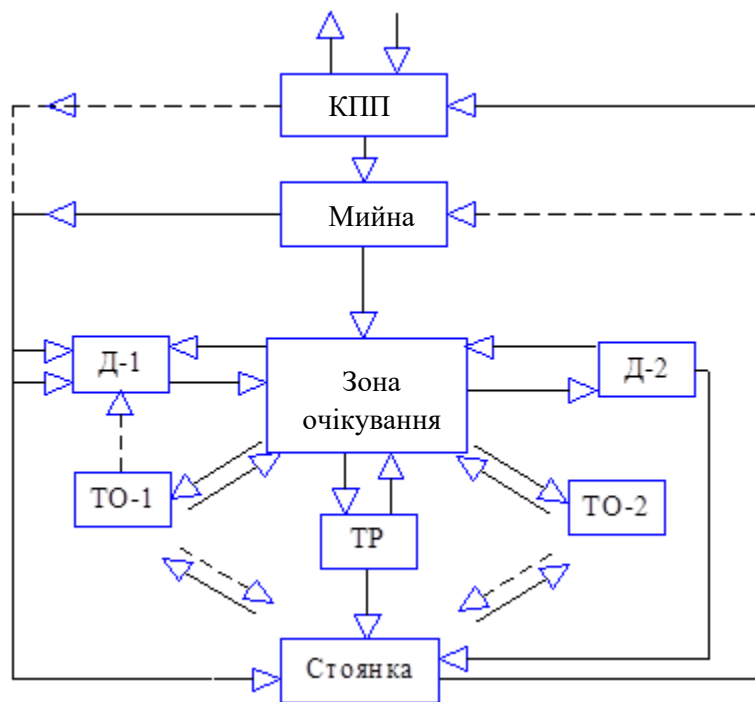 КПП
Мийна
Д-1
Зона
очікування
Д-2
ТО-1
ТР
ТО-2
Стоянка